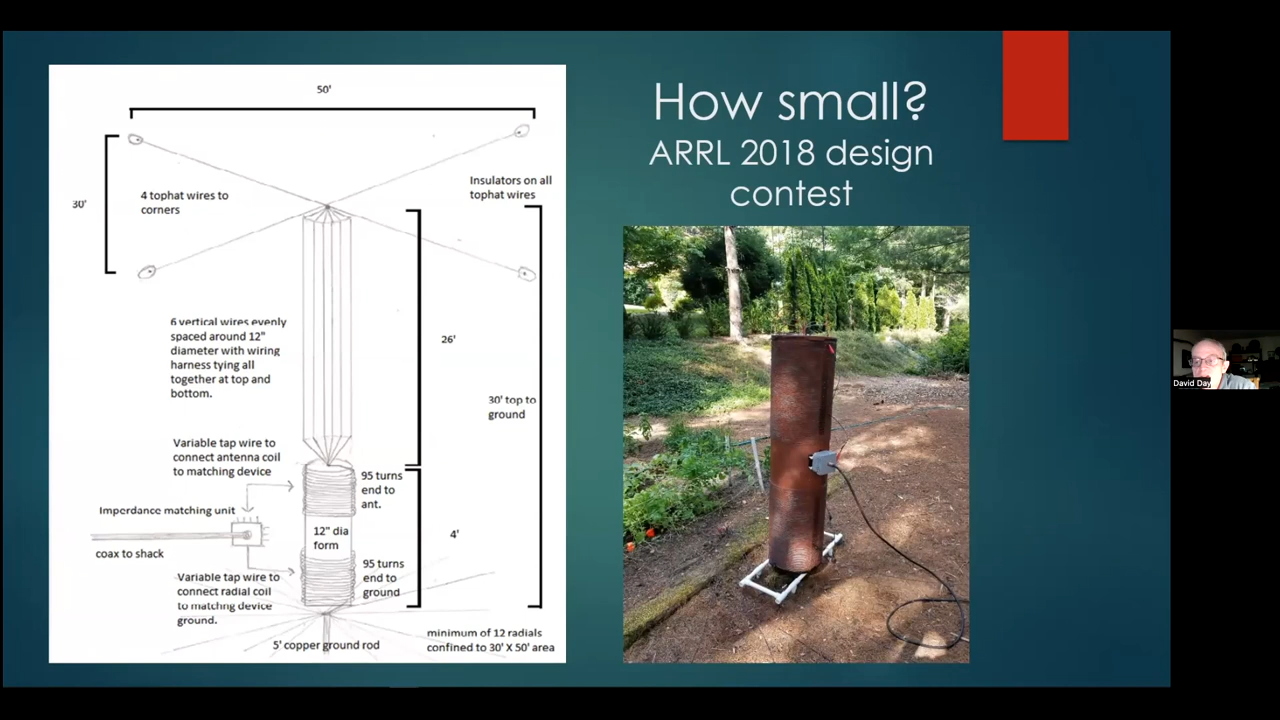 50'
30'
4 tophat wires to
corners
Insulators on all
tophat wires
6 vertical wires evenly
spaced around 12"
diameter with wiring
harness tying all
together at top and
bottom.
26'
30' top to
ground
Variable tap wire to
connect antenna coil
to matching device
95 turns
end to
ant.
Imperdance matching unit
12" dia
form
4'
coax to shack
95 turns
end to
ground
Variable tap wire to
connect radial coil
to matchng device
ground.
5' copper ground rod
minimum of 12 radials
confined to 30' X 50' area
How small?
ARRL 2018 design
contest
David Day